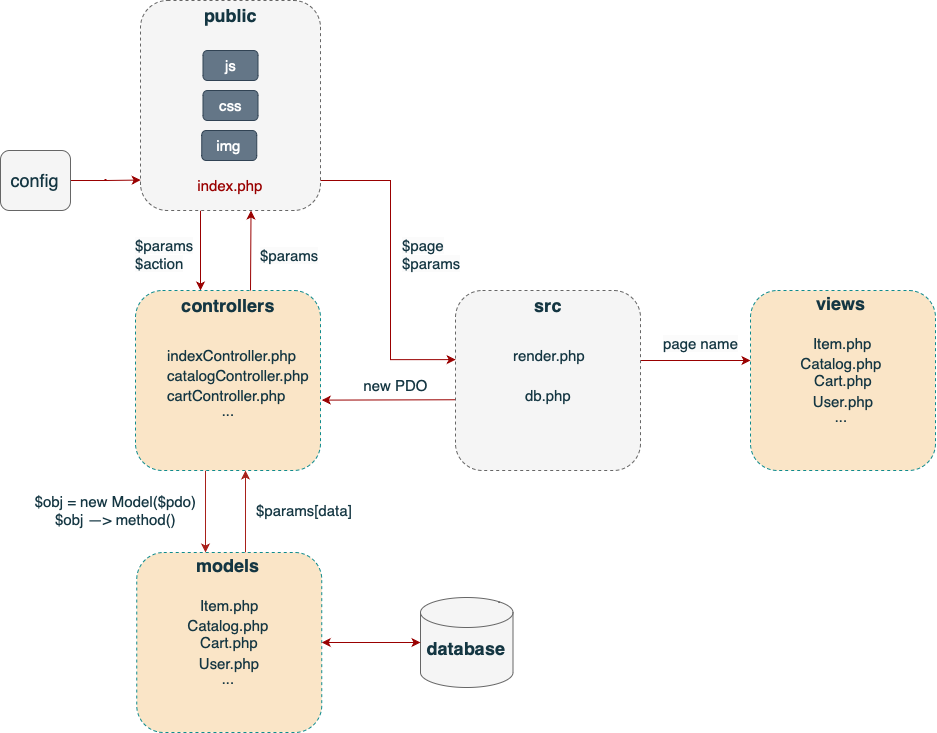 public
js
css
img
config
index.php
$params
$action
$params
$page
$params
controllers
indexController.php
catalogController.php
cartController.php
...
src
render.php
db.php
new PDO
page name
views
Item.php
Catalog.php
Cart.php
User.php
...
$obj = new Model($pdo)
$obj —> method()
$params[data]
models
Item.php
Catalog.php
Cart.php
User.php
...
database